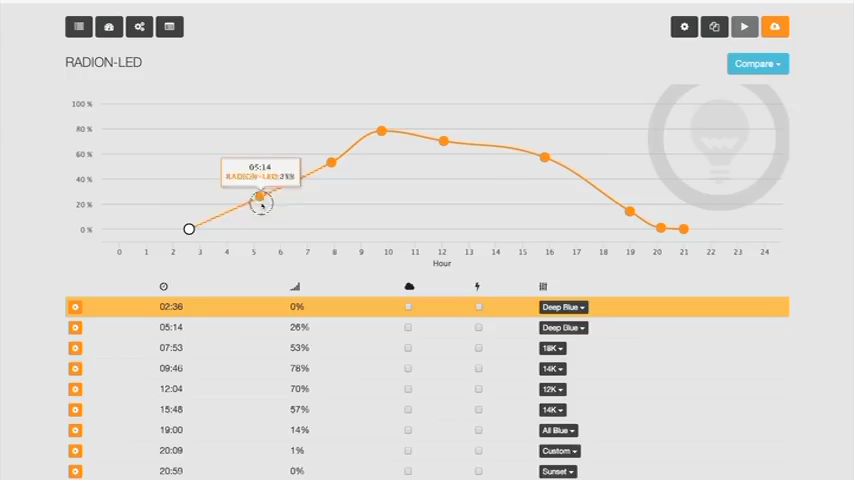 RADION-LED
Compare
100 %
80 %
60 %
40 %
20 %
0 %
05:14
RADION-LED:
0 1 2 3 4 5 6 7 8 9 10 11 12 13 14 15 16 17 18 19 20 21 22 23 24
Hour
02:36 0% Deep Blue
05:14 26% Deep Blue
07:53 53% 18K
09:46 78% 14K
12:04 70% 12K
15:48 57% 14K
19:00 14% All Blue
20:09 1% Custom
20:59 0% Sunset